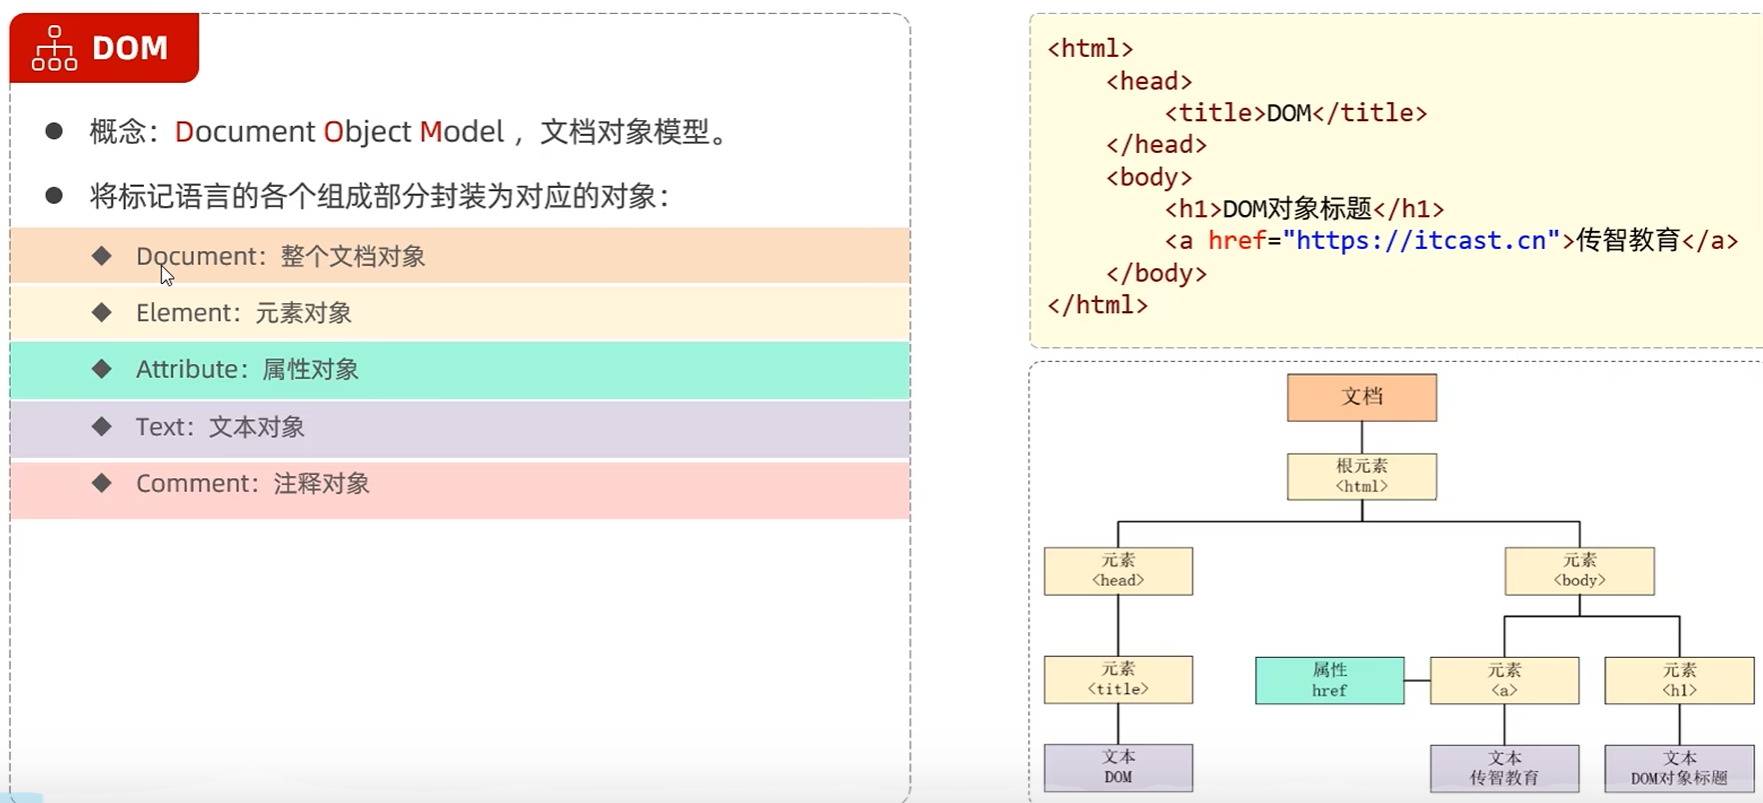 DOM
概念：Document Object Model ，文档对象模型。
将标记语言的各个组成部分封装为对应的对象：
Document：整个文档对象
Element：元素对象
Attribute：属性对象
Text：文本对象
Comment：注释对象
<html>
<head>
<title>DOM</title>
</head>
<body>
<h1>DOM对象标题</h1>
<a href="https://itcast.cn">传智教育</a>
</body>
</html>
文档
根元素
<html>
元素
<head>
元素
<body>
元素
<title>
属性
href
元素
<a>
元素
<h1>
文本
DOM
文本
传智教育
文本
DOM对象标题